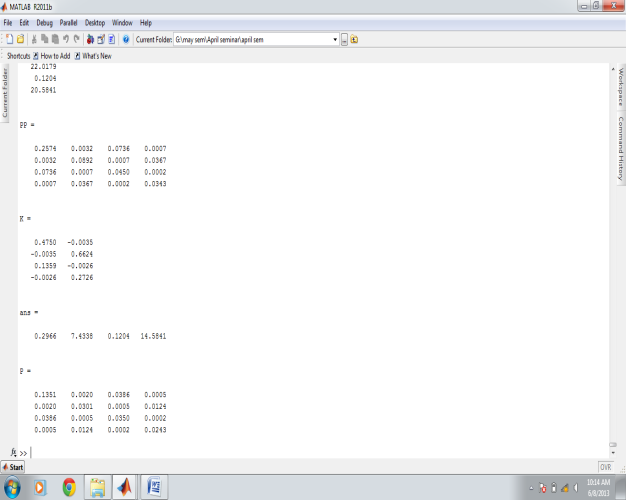 MATLAB R2011b
File Edit Debug Parallel Desktop Window Help
Current Folder: G:\may sem\April seminar\april sem
Shortcuts How to Add What's New
Current Folder
Workspace
Command History
22.0179
0.1204
20.5841
PP =
0.2574 0.0032 0.0736 0.0007
0.0032 0.0892 0.0007 0.0367
0.0736 0.0007 0.0450 0.0002
0.0007 0.0367 0.0002 0.0343
K =
0.4750 -0.0035
-0.0035 0.6624
0.1359 -0.0026
-0.0026 0.2726
ans =
0.2966 7.4338 0.1204 14.5841
P =
0.1351 0.0020 0.0386 0.0005
0.0020 0.0301 0.0005 0.0124
0.0386 0.0005 0.0350 0.0002
0.0005 0.0124 0.0002 0.0243
fx >>
Start
OVR
10:14 AM
6/8/2013